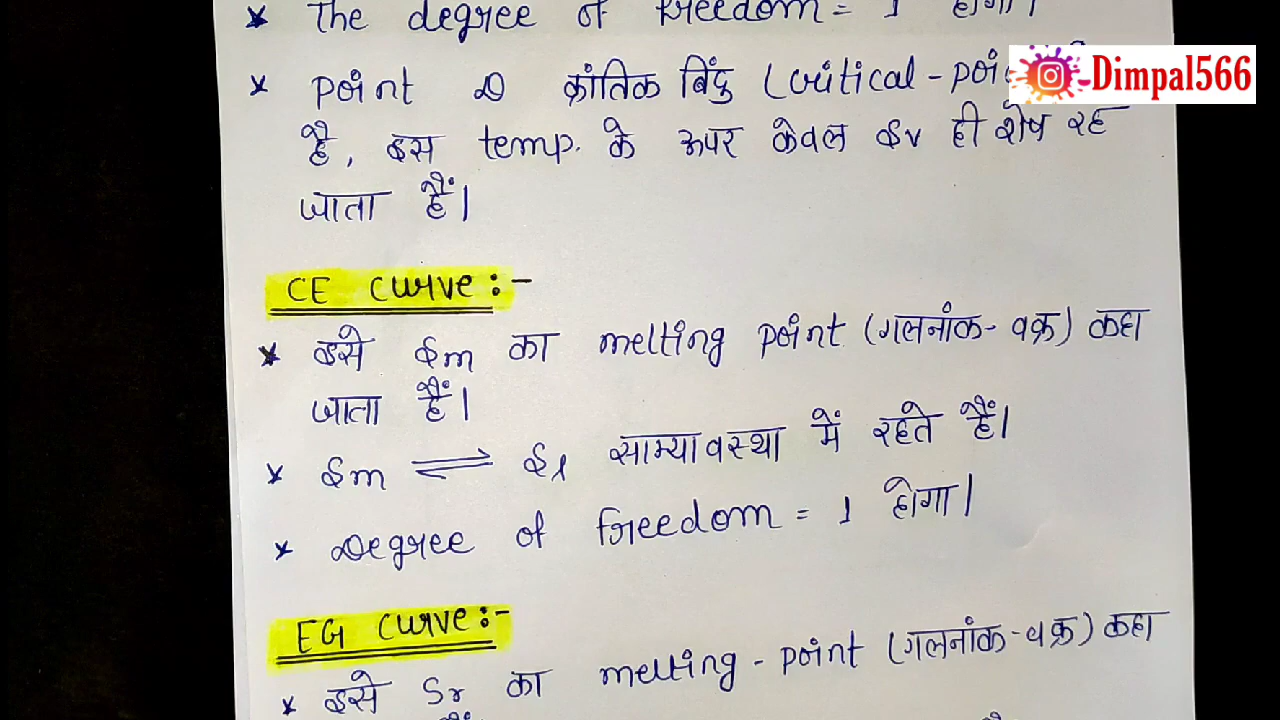 * The degree of freedom = 1 होगा।
-Dimpal566
* point D क्रांतिक बिंदु (critical-poi
है, इस temp. के ऊपर केवल Sv ही शेष रह
जाता हैं।
CE curve:-
* इसे Sm का melting point (गलनांक-वक्र) कहा
जाता हैं।
* Sm ⇌ Sl साम्यावस्था में रहते हैं।
* Degree of freedom = 1 होगा।
EG curve:-
* इसे Sr का melting-point (गलनांक-वक्र) कहा